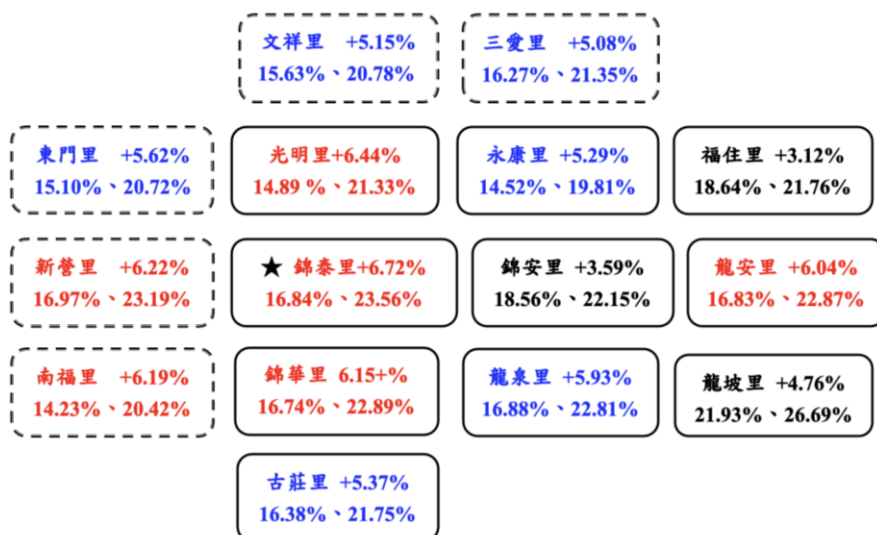 文祥里 +5.15%
15.63%、20.78%
三愛里 +5.08%
16.27%、21.35%
東門里 +5.62%
15.10%、20.72%
光明里+6.44%
14.89 %、21.33%
永康里+5.29%
14.52%、19.81%
福住里+3.12%
18.64%、21.76%
新營里 +6.22%
16.97%、23.19%
★ 錦泰里+6.72%
16.84%、23.56%
錦安里 +3.59%
18.56%、22.15%
龍安里+6.04%
16.83%、22.87%
南福里 +6.19%
14.23%、20.42%
錦華里 6.15+%
16.74%、22.89%
龍泉里 +5.93%
16.88%、22.81%
龍坡里+4.76%
21.93%、26.69%
古莊里 +5.37%
16.38%、21.75%